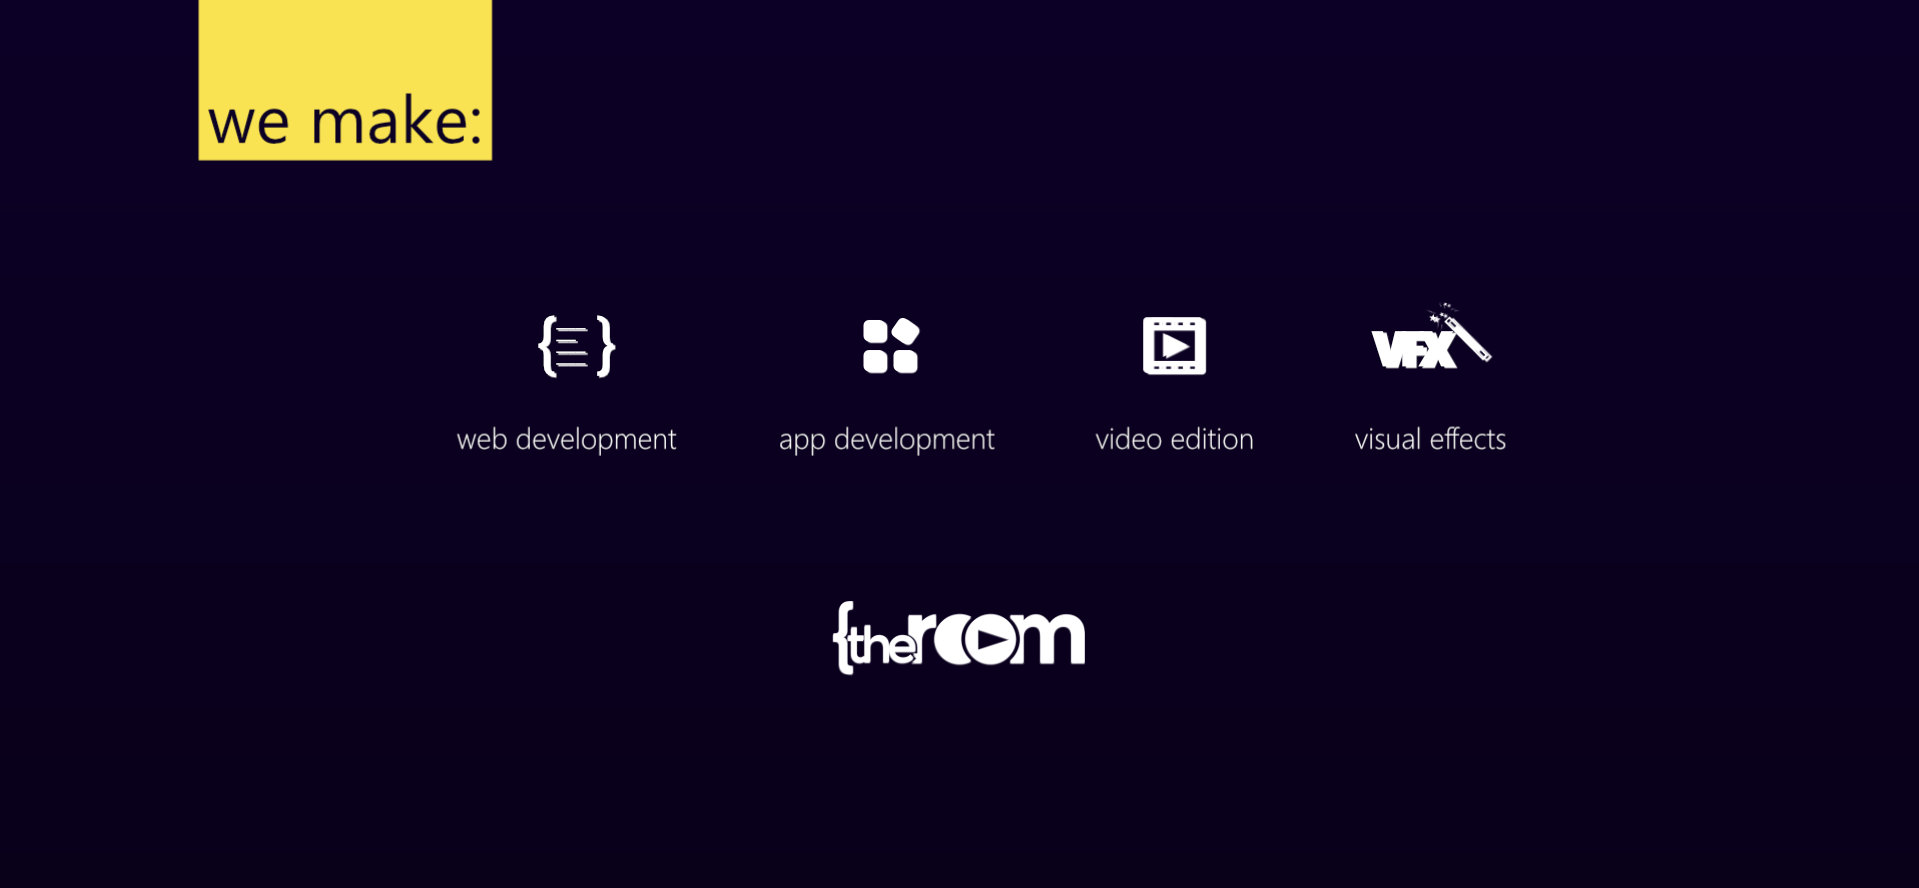 we make:
VFX
web development
app development
video edition
visual effects
{theroom